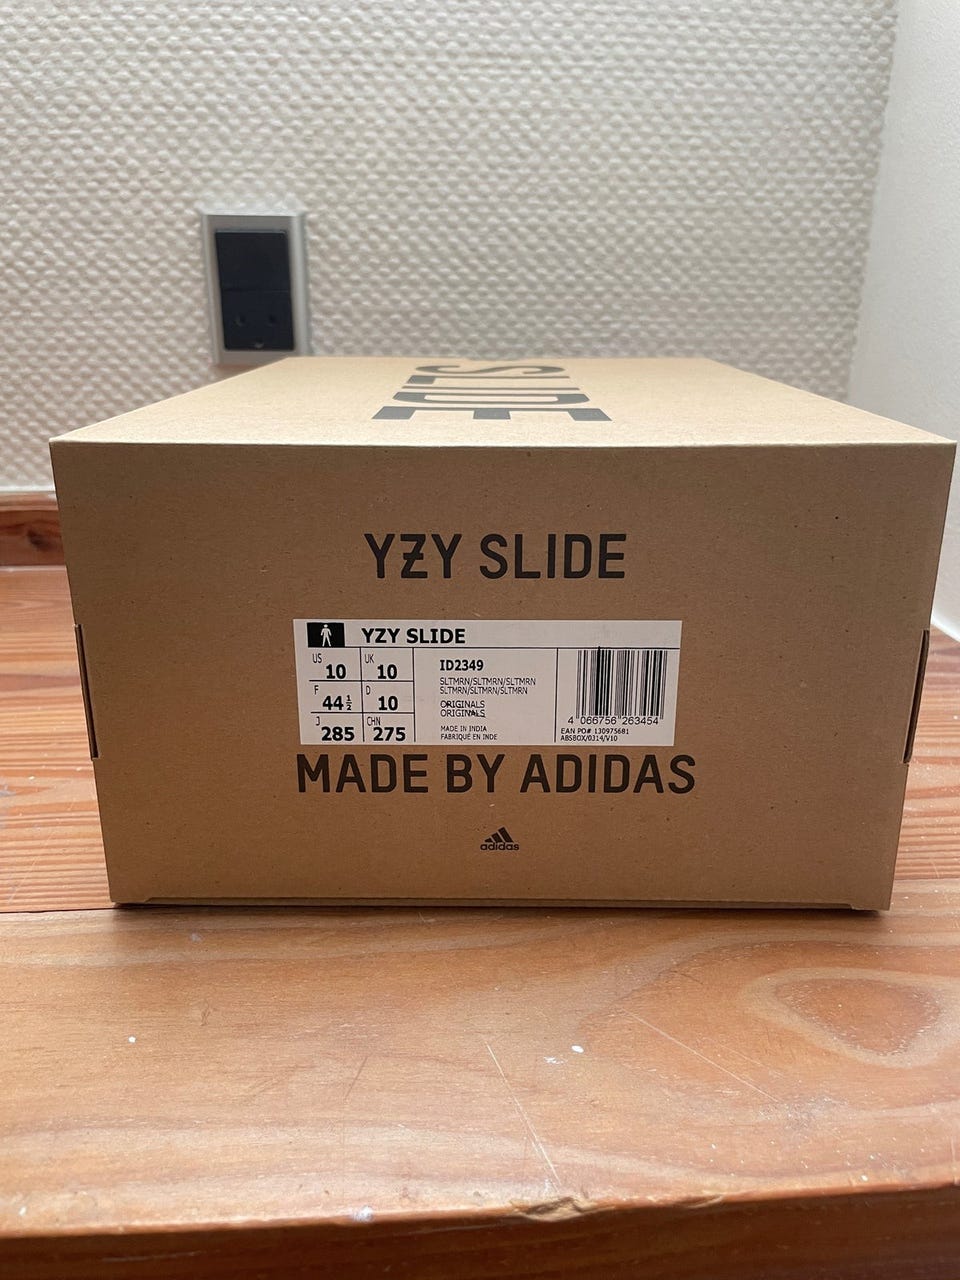 SLIDE
YZY SLIDE
YZY SLIDE
US 10 UK 10
F 44½ D 10
J 285 CHN 275
ID2349
SLTMRN/SLTMRN/SLTMRN
SLTMRN/SLTMRN/SLTMRN
ORIGINALS
ORIGINALS
MADE IN INDIA
FABRIQUÉ EN INDE
4 066756 263454
EAN PO# 130975681
ABSBOX/0314/V10
MADE BY ADIDAS
adidas